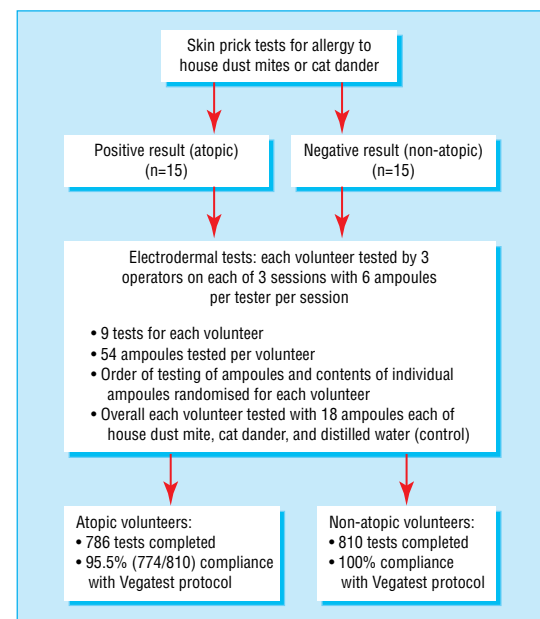 Skin prick tests for allergy to
house dust mites or cat dander
Positive result (atopic)
(n=15)
Negative result (non-atopic)
(n=15)
Electrodermal tests: each volunteer tested by 3
operators on each of 3 sessions with 6 ampoules
per tester per session
• 9 tests for each volunteer
• 54 ampoules tested per volunteer
• Order of testing of ampoules and contents of individual
ampoules randomised for each volunteer
• Overall each volunteer tested with 18 ampoules each of
house dust mite, cat dander, and distilled water (control)
Atopic volunteers:
• 786 tests completed
• 95.5% (774/810) compliance
with Vegatest protocol
Non-atopic volunteers:
• 810 tests completed
• 100% compliance
with Vegatest protocol